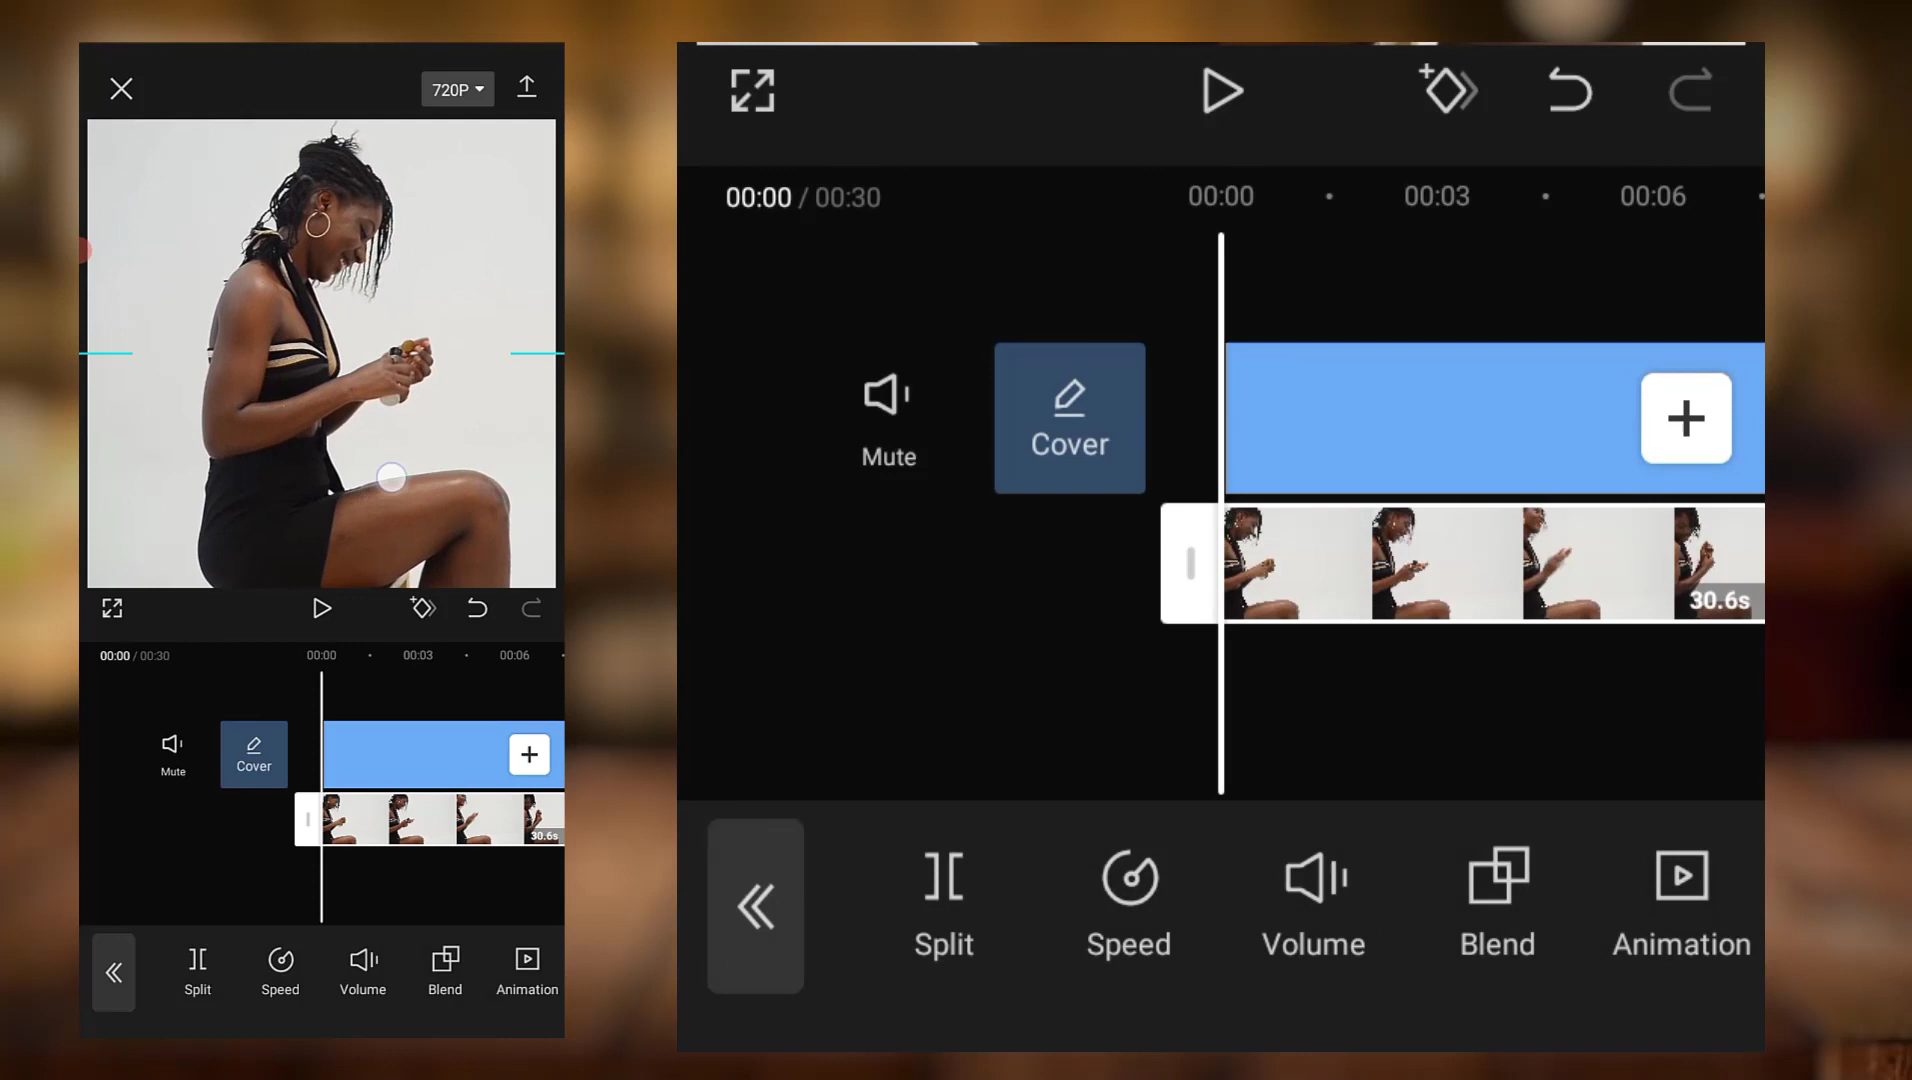 720P
00:00 / 00:30
00:00
00:03
00:06
Mute
Cover
30.6s
Split
Speed
Volume
Blend
Animation
00:00 / 00:30
00:00
00:03
00:06
Mute
Cover
30.6s
Split
Speed
Volume
Blend
Animation